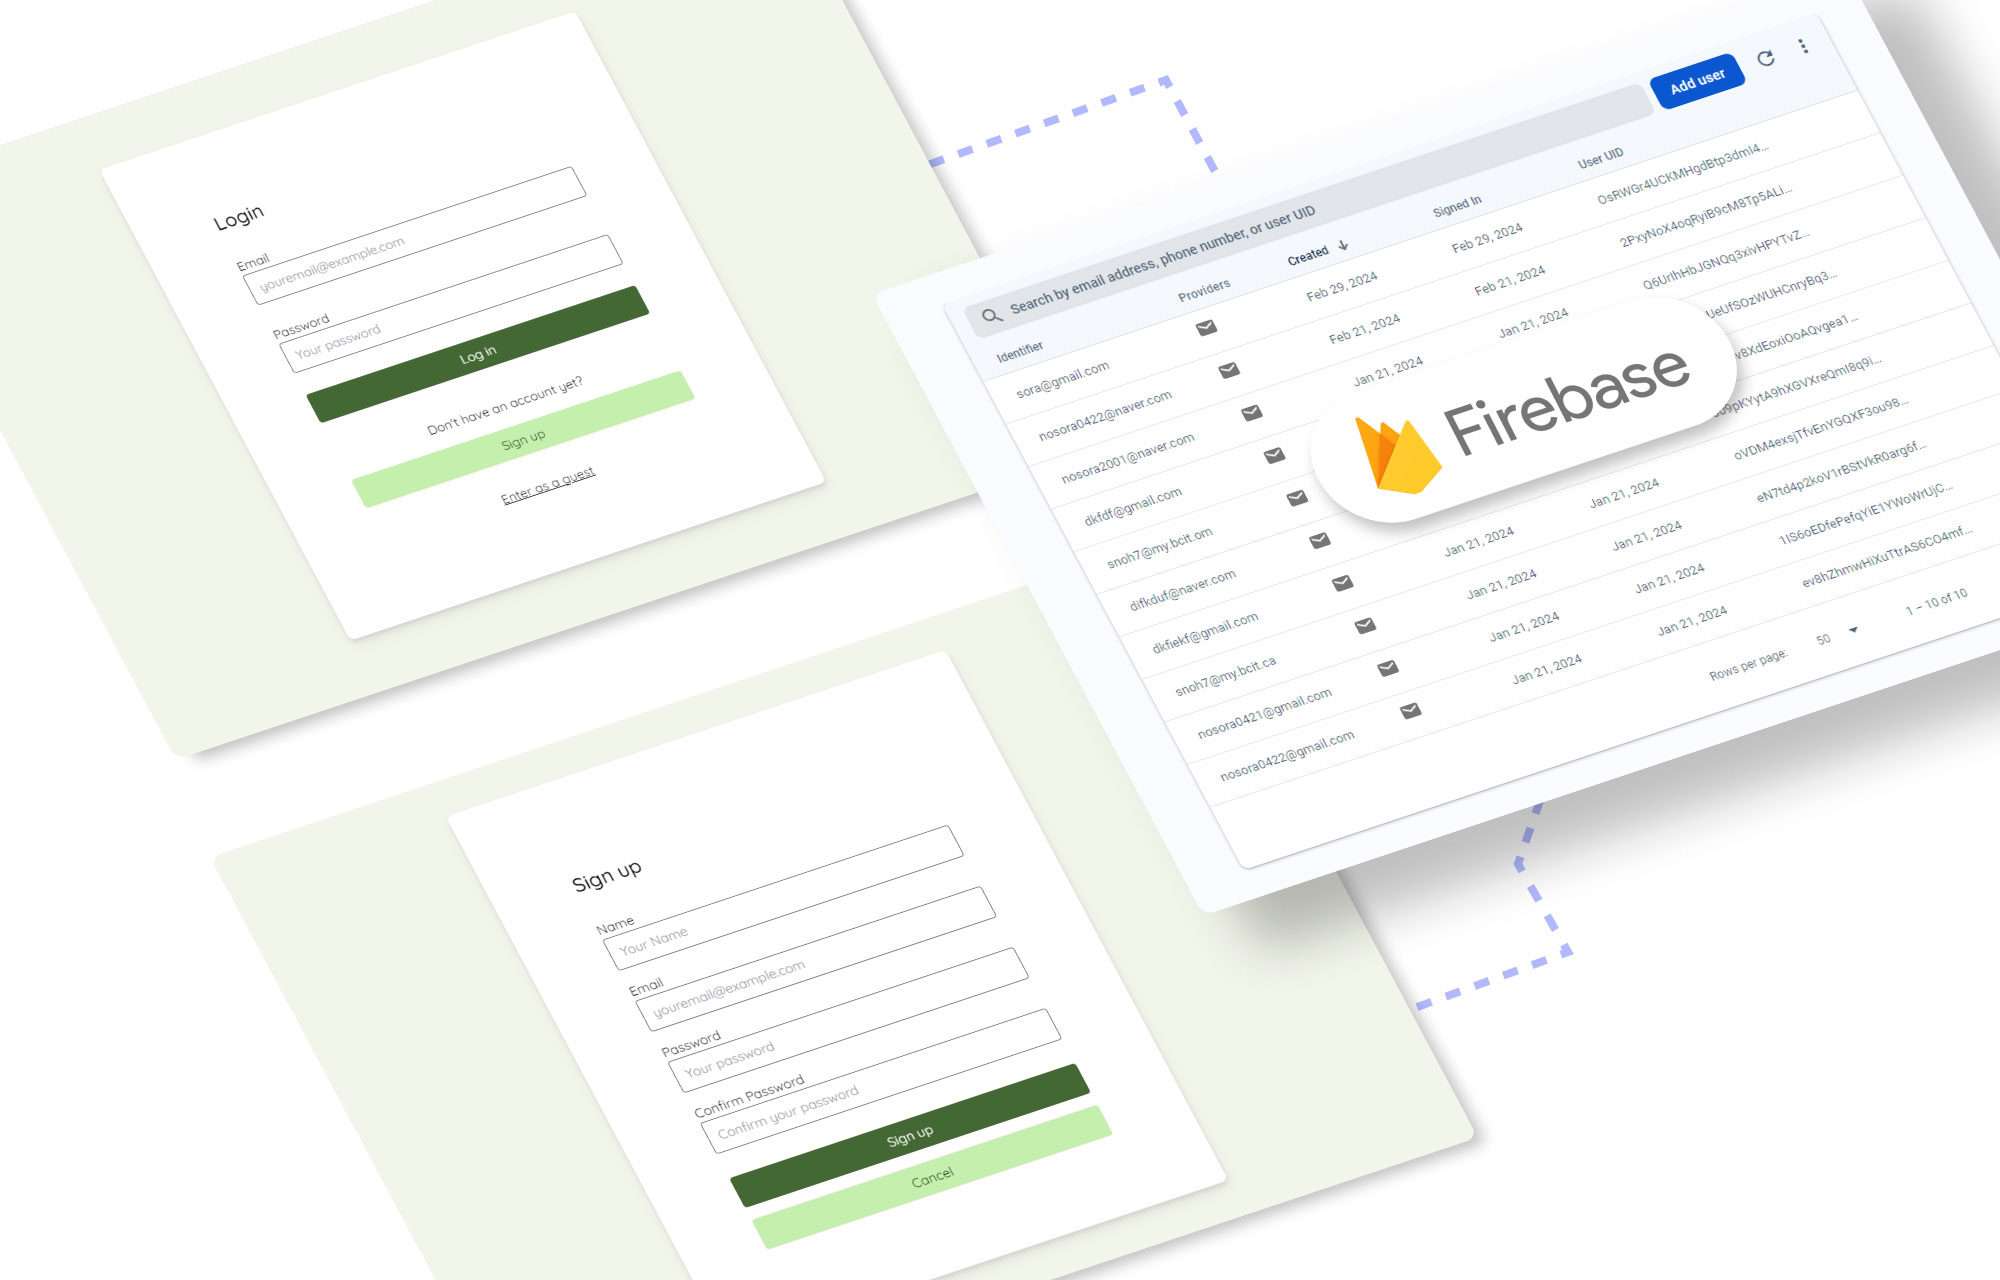 Login
Email
youremail@example.com
Password
Your password
Log in
Don't have an account yet?
Sign up
Enter as a guest
Sign up
Name
Your Name
Email
youremail@example.com
Password
Your password
Confirm Password
Confirm your password
Sign up
Cancel
Search by email address, phone number, or user UID
Add user
Identifier Providers Created Signed In User UID
sora@gmail.com Feb 29, 2024 Feb 29, 2024 OsRWGr4UCKMHgdBtp3dmI4...
nosora0422@naver.com Feb 21, 2024 Feb 21, 2024 2PxyNoX4oqRyiB9cM8Tp5ALi...
nosora2001@naver.com Jan 21, 2024 Jan 21, 2024 Q6UrlhHbJGNQq3xivHPYTvZ...
dkfdf@gmail.com UeUfSOzWUHCnryBq3...
snoh7@my.bcit.om v8XdEoxiOoAQvgea1...
difkduf@naver.com 9pKYytA9hXGVXreQmI8q9i...
dkfiekf@gmail.com Jan 21, 2024 Jan 21, 2024 oVDM4exsjTfvEnYGQXF3ou98...
snoh7@my.bcit.ca Jan 21, 2024 Jan 21, 2024 eN7td4p2koV1rBStVkR0arg6f...
nosora0421@gmail.com Jan 21, 2024 Jan 21, 2024 1IS6oEDfePefqYIE1YWoWrUjC...
nosora0422@gmail.com Jan 21, 2024 Jan 21, 2024 ev8hZhmwHiXuTtrAS6CO4mf...
Rows per page: 50 1 – 10 of 10
Firebase